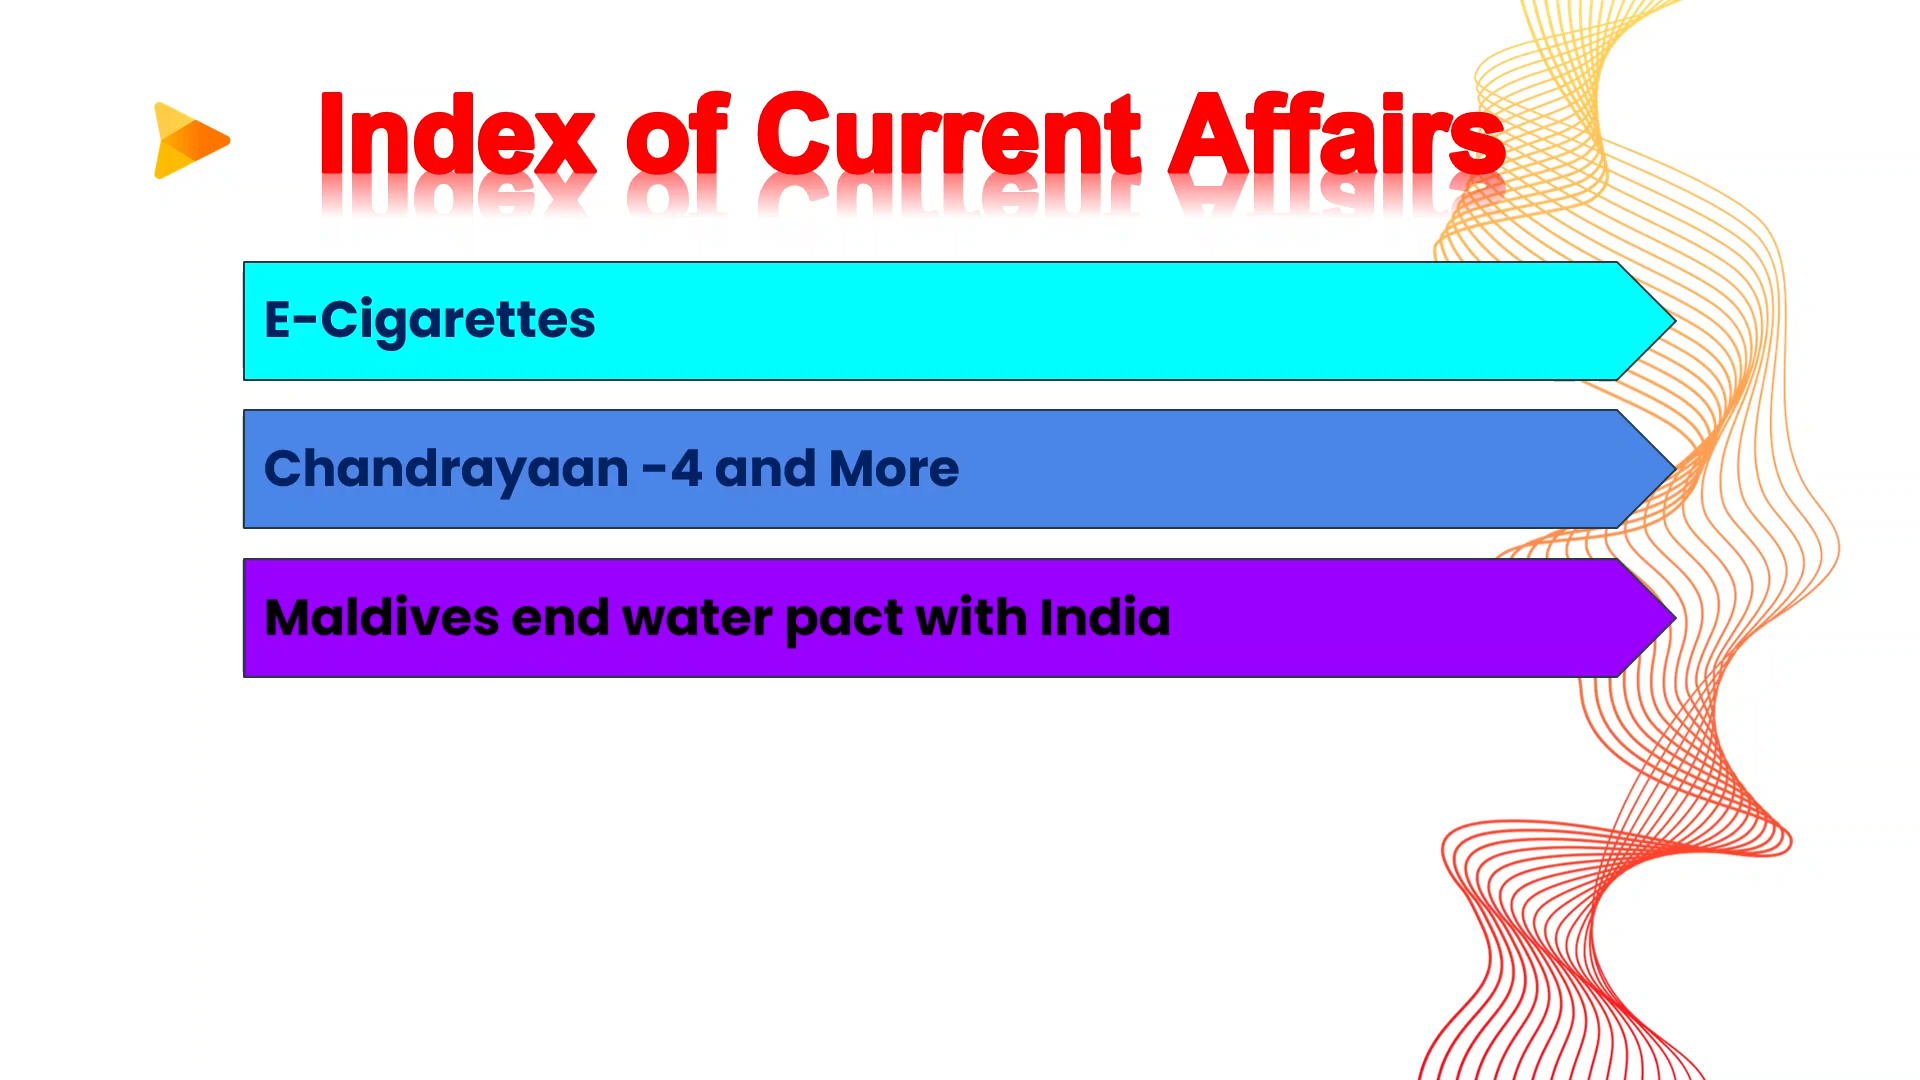 Index of Current Affairs
E-Cigarettes
Chandrayaan -4 and More
Maldives end water pact with India